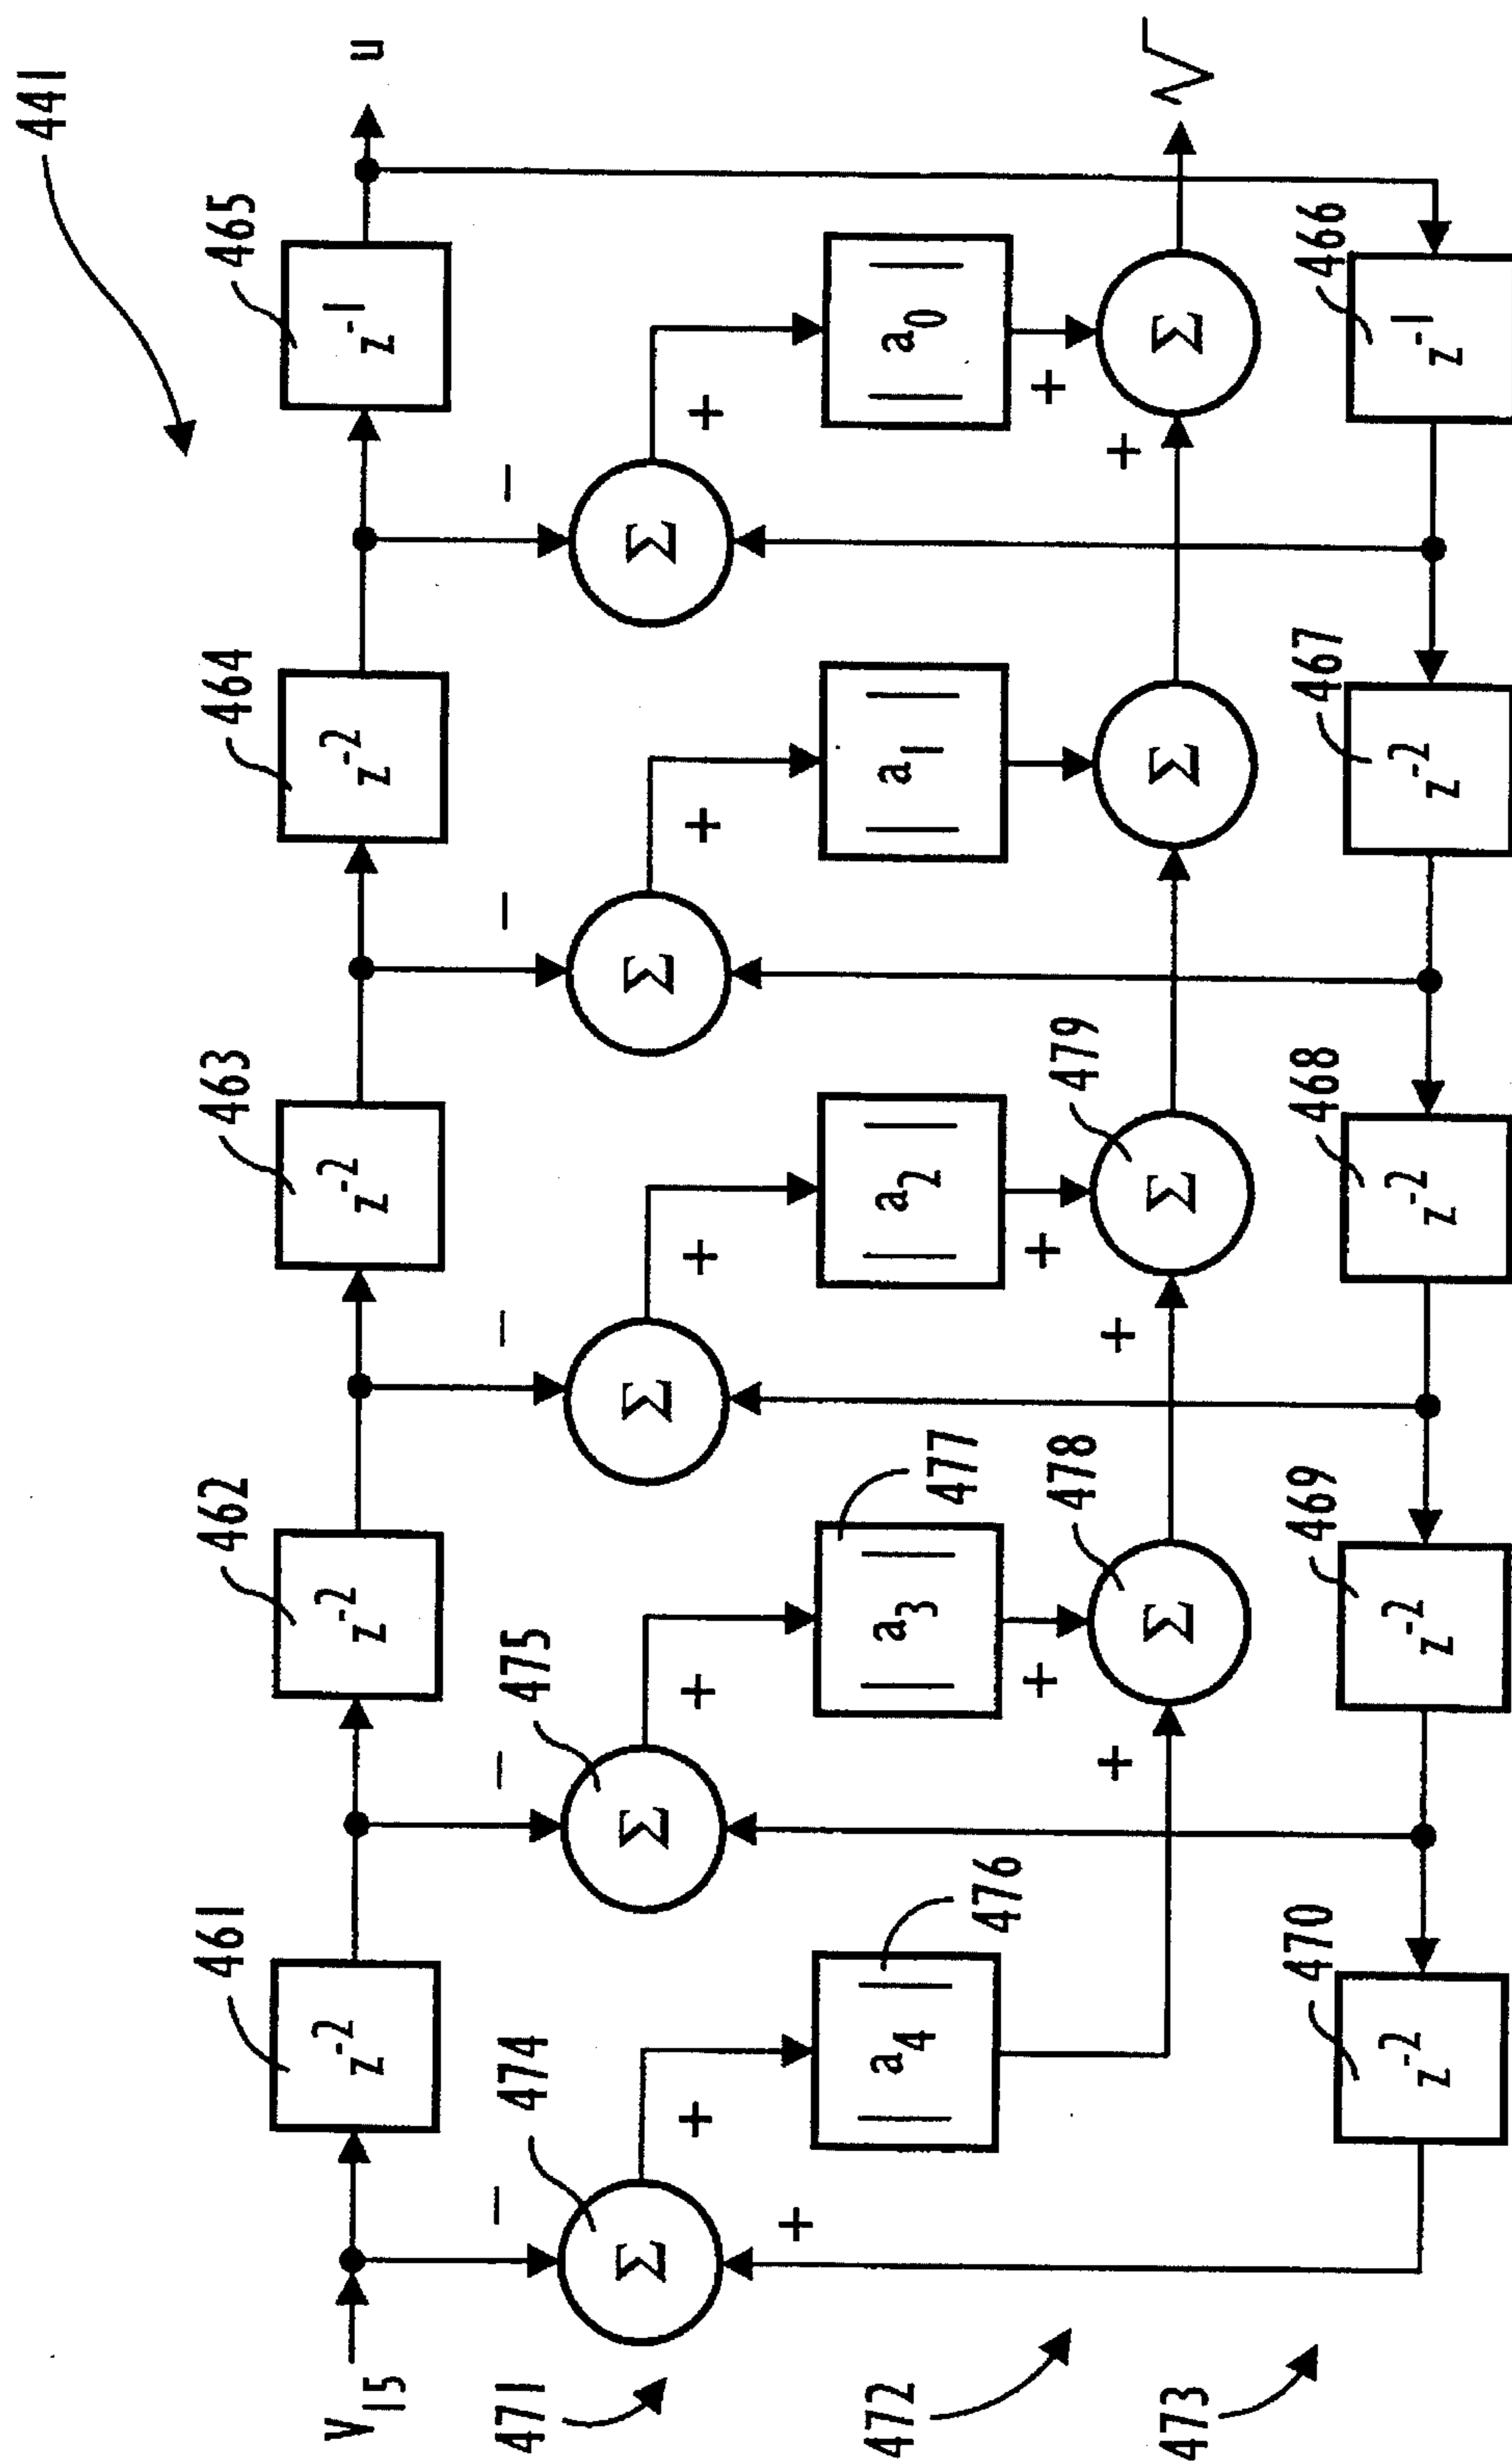 441
461 462 463 464 465
V₁₅ z⁻² z⁻² z⁻² z⁻² z⁻¹ u
− − − − −
471 474 475
Σ Σ Σ Σ Σ
+ + + + +
+
472 |a₄| |a₃| |a₂| |a₁| |a₀|
476 477
+ + +
478 479
+ + +
Σ Σ Σ Σ √
473
470 469 468 467 466
z⁻² z⁻² z⁻² z⁻² z⁻¹